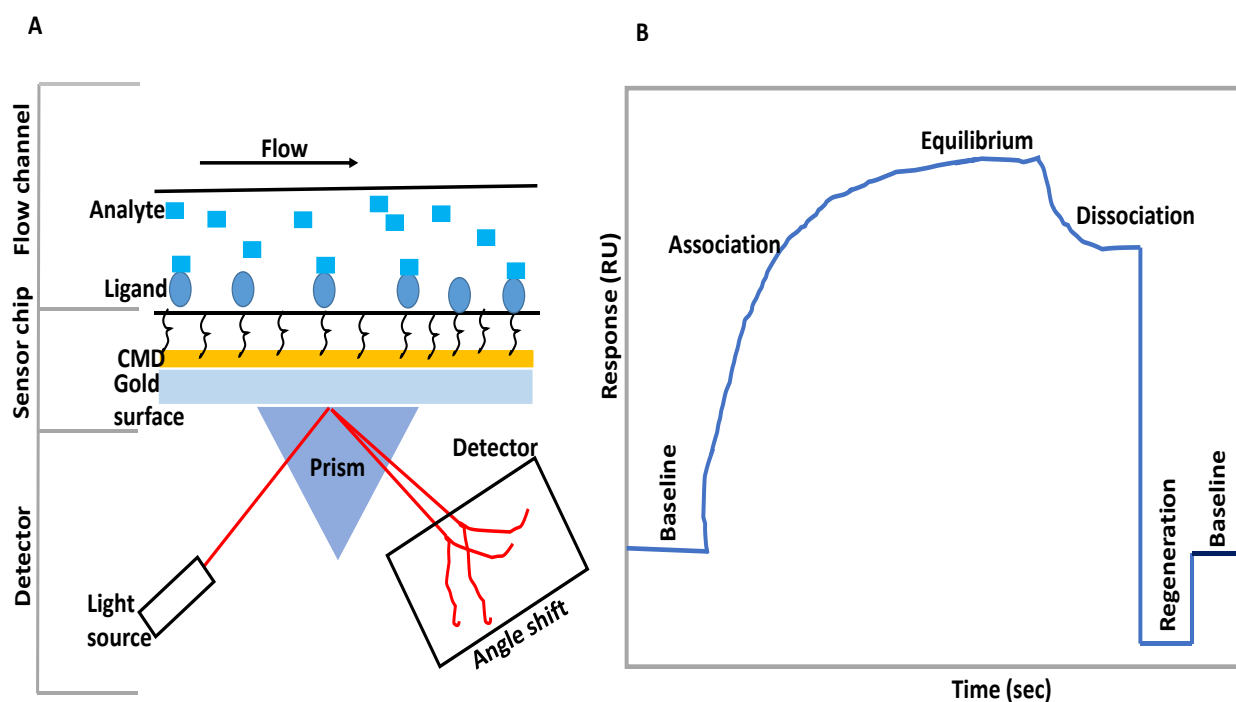 A
Flow channel
Sensor chip
Detector
Flow
Analyte
Ligand
CMD
Gold
surface
Prism
Detector
Light
source
Angle shift
B
Response (RU)
Equilibrium
Association
Dissociation
Baseline
Regeneration
Baseline
Time (sec)